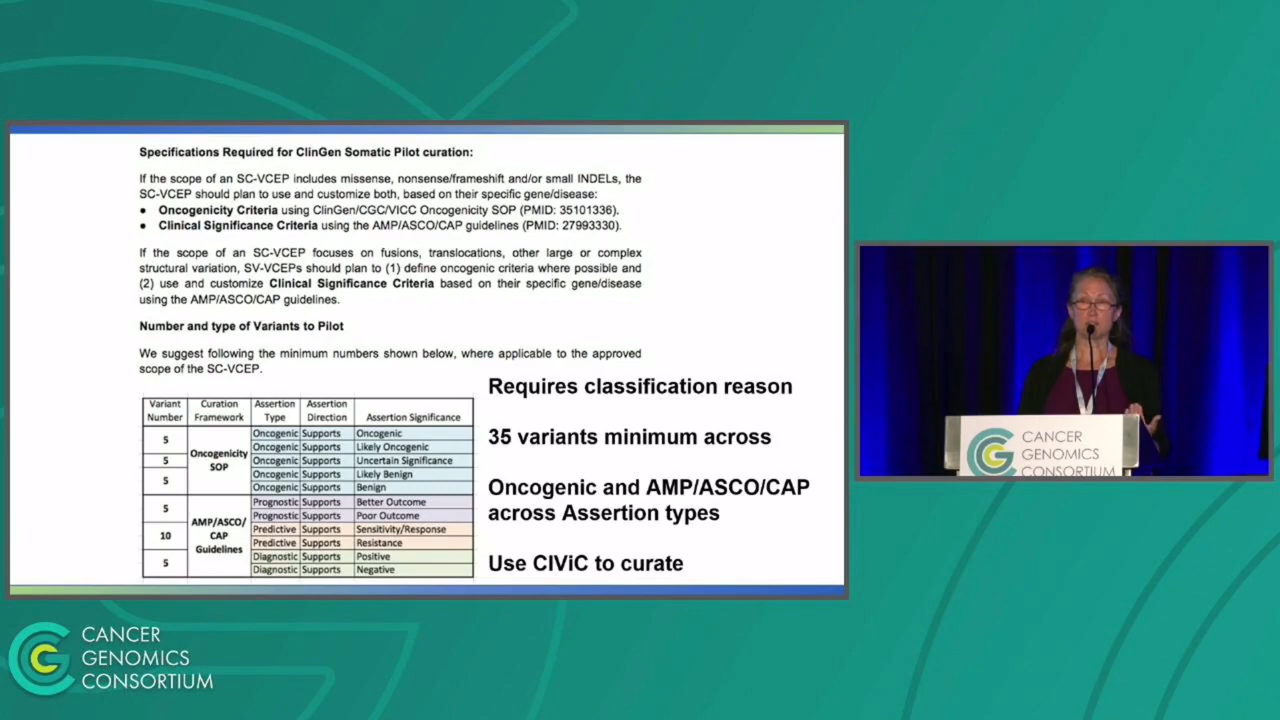 Specifications Required for ClinGen Somatic Pilot curation:
If the scope of an SC-VCEP includes missense, nonsense/frameshift and/or small INDELs, the
SC-VCEP should plan to use and customize both, based on their specific gene/disease:
● Oncogenicity Criteria using ClinGen/CGC/VICC Oncogenicity SOP (PMID: 35101336).
● Clinical Significance Criteria using the AMP/ASCO/CAP guidelines (PMID: 27993330).
If the scope of an SC-VCEP focuses on fusions, translocations, other large or complex
structural variation, SV-VCEPs should plan to (1) define oncogenic criteria where possible and
(2) use and customize Clinical Significance Criteria based on their specific gene/disease
using the AMP/ASCO/CAP guidelines.
Number and type of Variants to Pilot
We suggest following the minimum numbers shown below, where applicable to the approved
scope of the SC-VCEP.
Variant Number | Curation Framework | Assertion Type | Assertion Direction | Assertion Significance
5 | Oncogenicity SOP | Oncogenic | Supports | Oncogenic
Oncogenic | Supports | Likely Oncogenic
5 | Oncogenic | Supports | Uncertain Significance
5 | Oncogenic | Supports | Likely Benign
Oncogenic | Supports | Benign
5 | AMP/ASCO/ CAP Guidelines | Prognostic | Supports | Better Outcome
Prognostic | Supports | Poor Outcome
10 | Predictive | Supports | Sensitivity/Response
Predictive | Supports | Resistance
5 | Diagnostic | Supports | Positive
Diagnostic | Supports | Negative
Requires classification reason
35 variants minimum across
Oncogenic and AMP/ASCO/CAP
across Assertion types
Use CIViC to curate
CANCER
GENOMICS
CONSORTIUM
CANCER
GENOMICS
CONSORTIUM